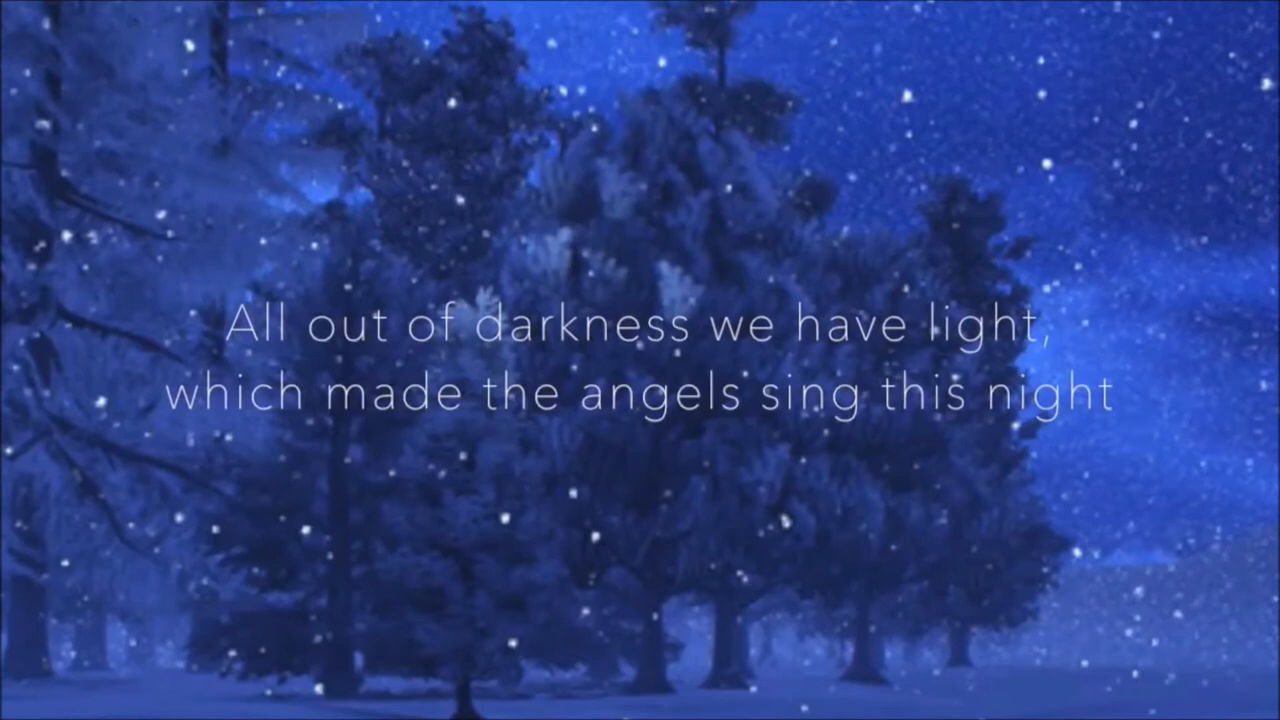 All out of darkness we have light,
which made the angels sing this night